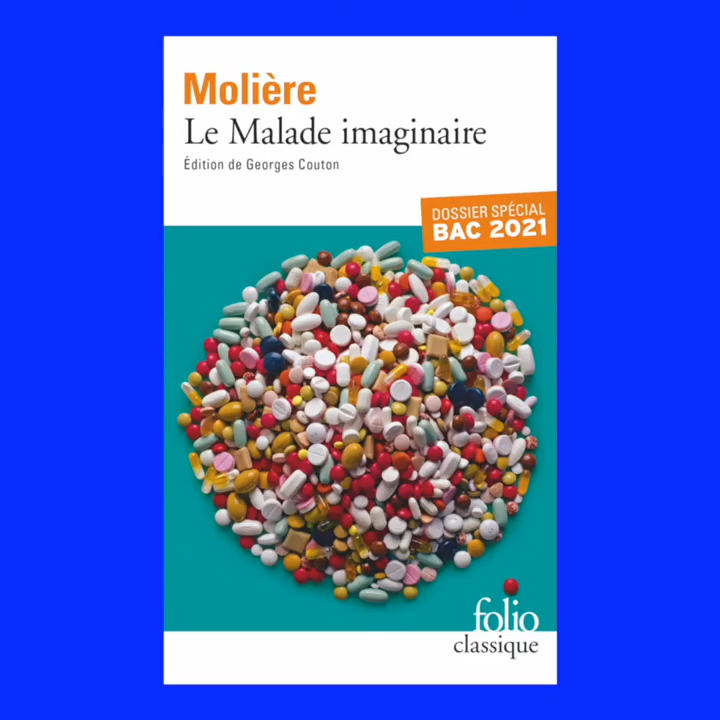 Molière
Le Malade imaginaire
Édition de Georges Couton
DOSSIER SPÉCIAL
BAC 2021
folio
classique